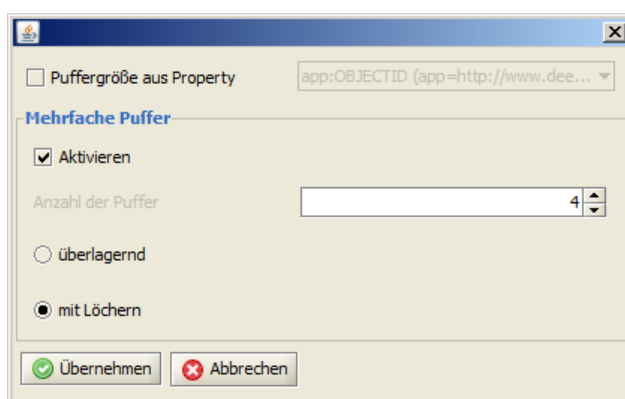 Puffergröße aus Property
app:OBJECTID (app=http://www.dee...
Mehrfache Puffer
Aktivieren
Anzahl der Puffer
4
überlagernd
mit Löchern
Übernehmen
Abbrechen